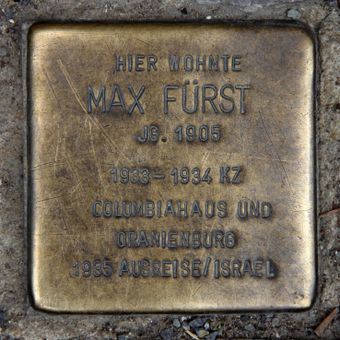 HIER WOHNTE
MAX FÜRST
JG. 1905
1933–1934 KZ
COLUMBIAHAUS UND
ORANIENBURG
1935 AUSREISE/ISRAEL